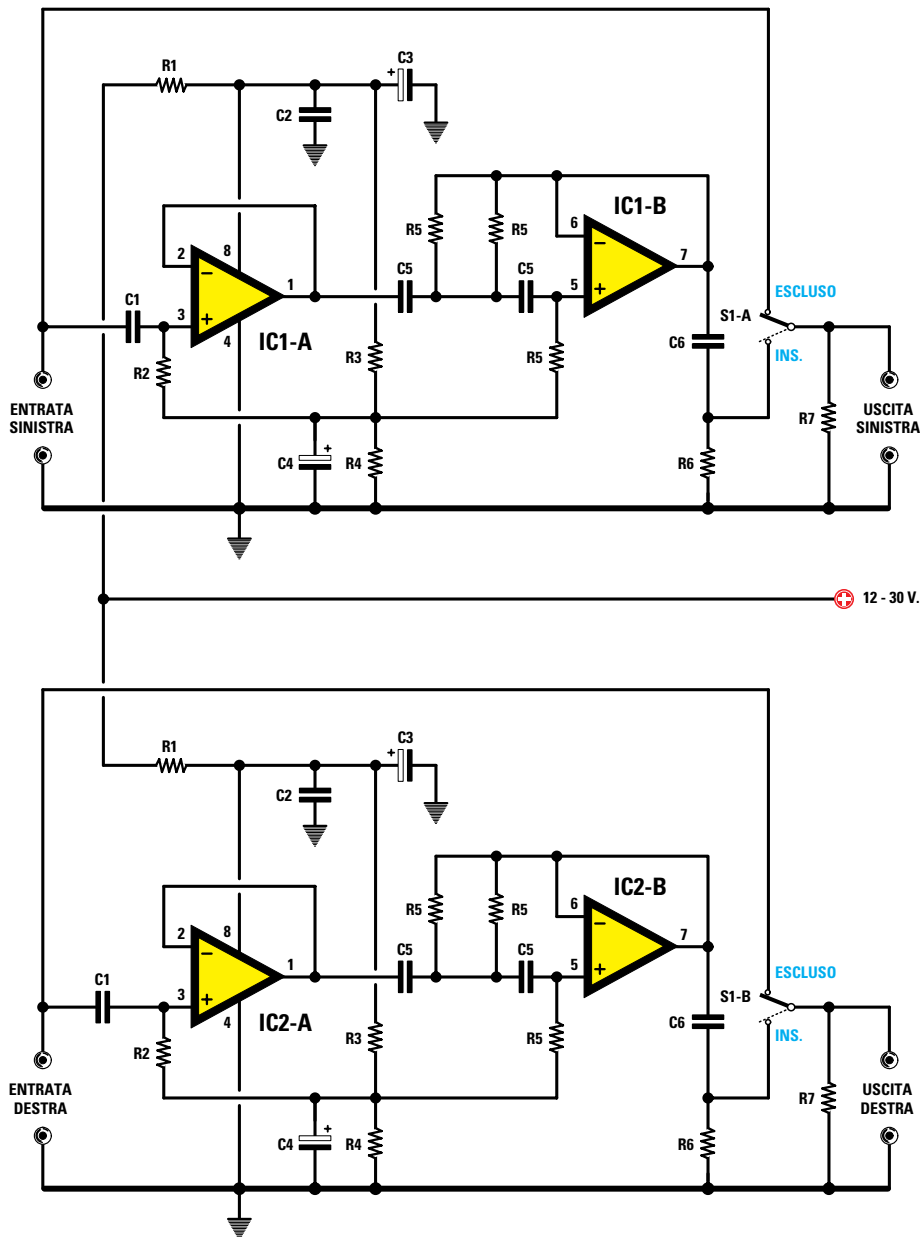 C3
+
R1
C2
IC1-B
R5
R5
6
7
8
2
C5
C5
1
5
ESCLUSO
C1
S1-A
3
IC1-A
C6
INS.
4
R3
R5
R2
ENTRATA
SINISTRA
USCITA
SINISTRA
R7
+
C4
R4
R6
12 - 30 V.
C3
+
R1
C2
IC2-B
R5
R5
6
7
8
2
C5
C5
1
5
ESCLUSO
C1
S1-B
3
IC2-A
C6
INS.
4
R3
R5
R2
ENTRATA
DESTRA
USCITA
DESTRA
R7
+
C4
R4
R6